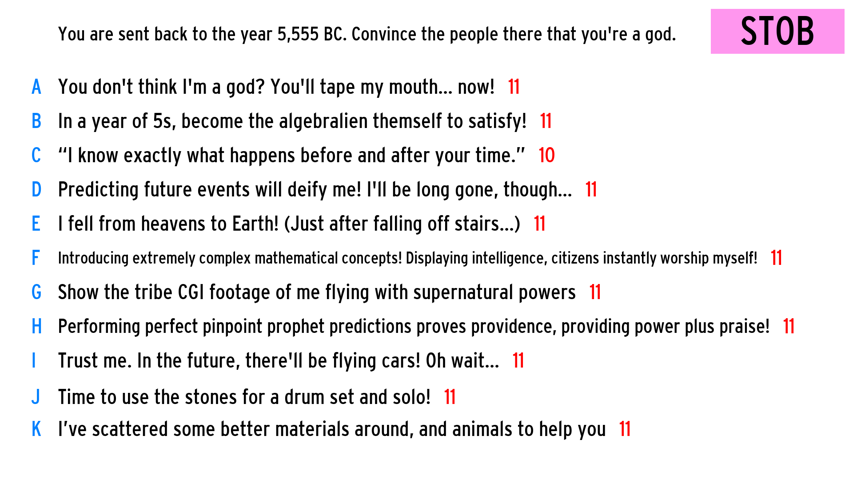 You are sent back to the year 5,555 BC. Convince the people there that you're a god.
STOB
A You don't think I'm a god? You'll tape my mouth... now! 11
B In a year of 5s, become the algebralien themself to satisfy! 11
C “I know exactly what happens before and after your time.” 10
D Predicting future events will deify me! I'll be long gone, though... 11
E I fell from heavens to Earth! (Just after falling off stairs...) 11
F Introducing extremely complex mathematical concepts! Displaying intelligence, citizens instantly worship myself! 11
G Show the tribe CGI footage of me flying with supernatural powers 11
H Performing perfect pinpoint prophet predictions proves providence, providing power plus praise! 11
I Trust me. In the future, there'll be flying cars! Oh wait... 11
J Time to use the stones for a drum set and solo! 11
K I’ve scattered some better materials around, and animals to help you 11